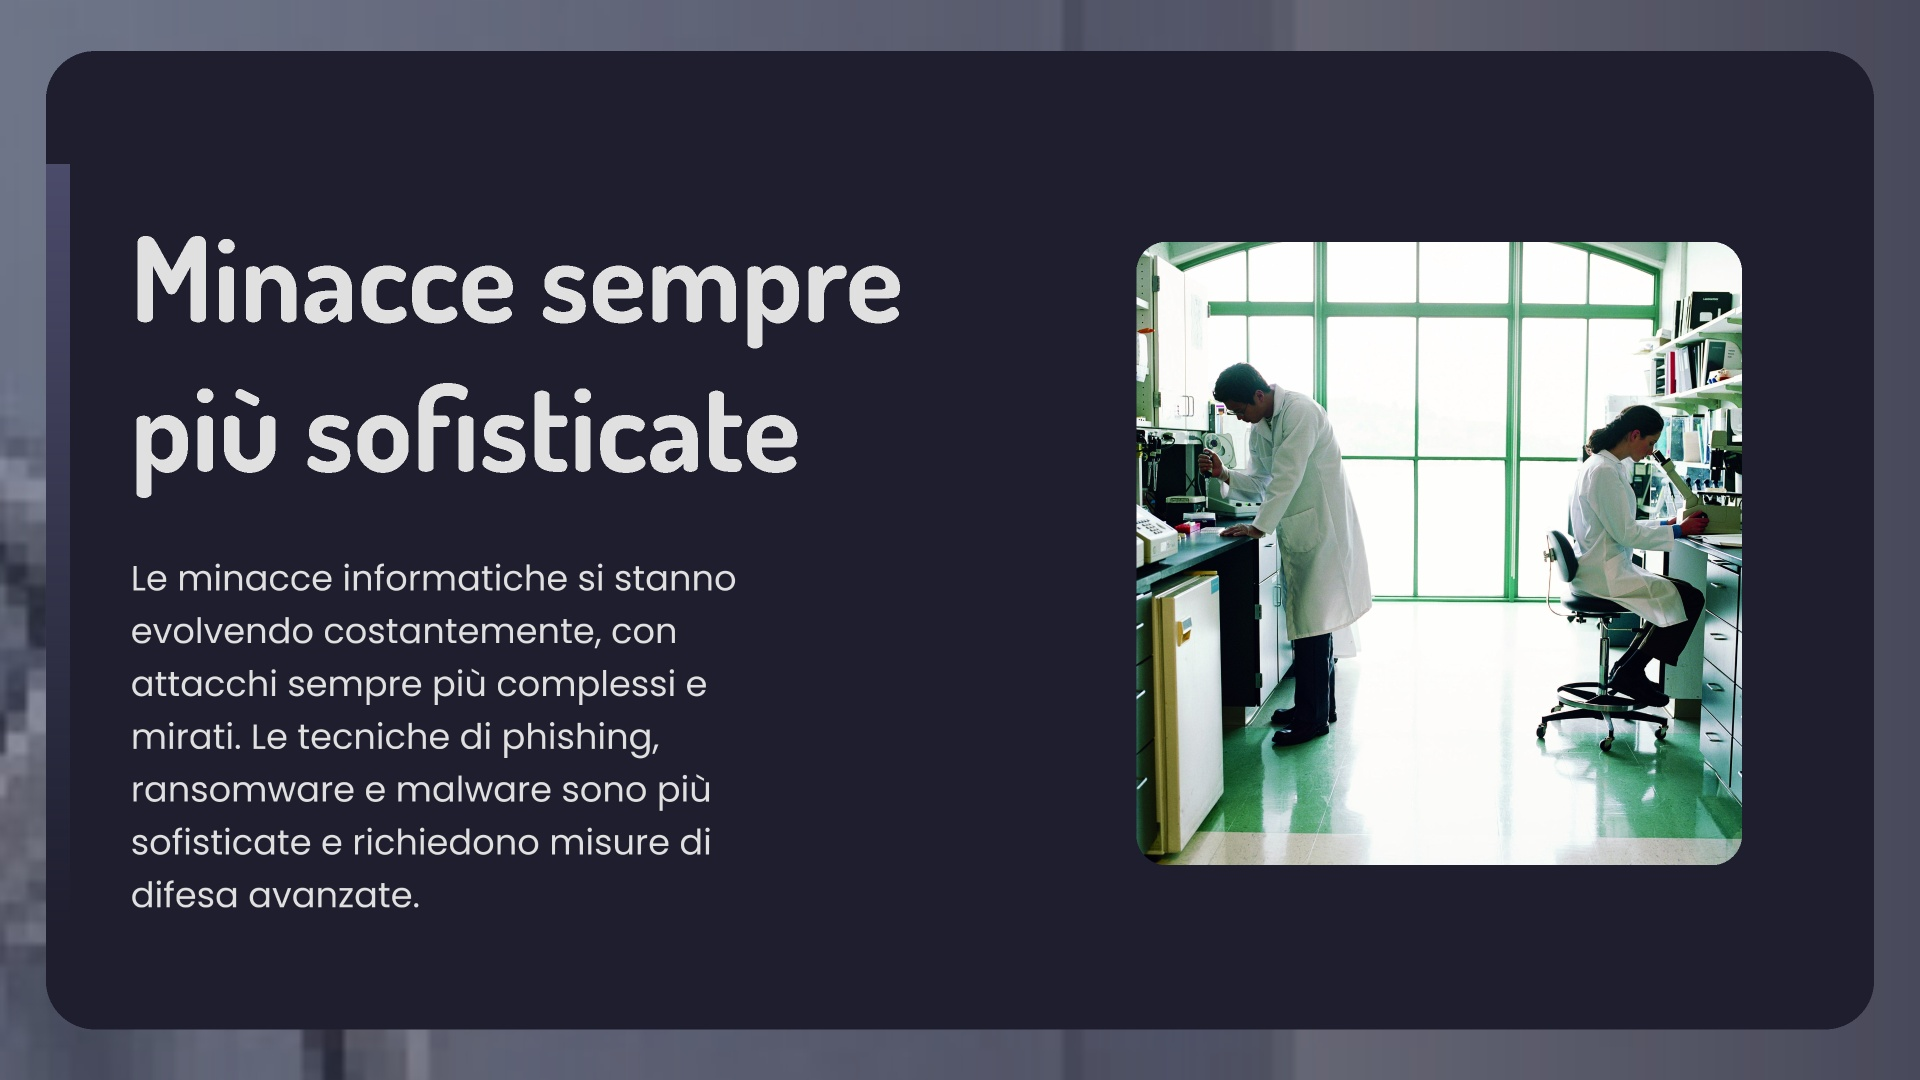 Minacce sempre
più sofisticate
Le minacce informatiche si stanno
evolvendo costantemente, con
attacchi sempre più complessi e
mirati. Le tecniche di phishing,
ransomware e malware sono più
sofisticate e richiedono misure di
difesa avanzate.